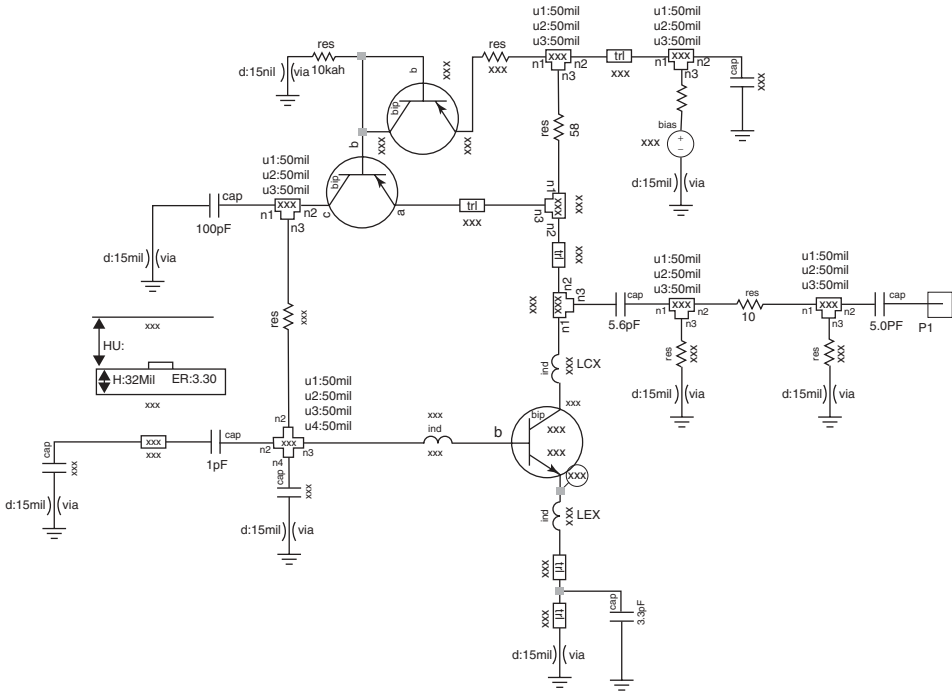 u1:50mil
u2:50mil
u3:50mil
u1:50mil
u2:50mil
u3:50mil
res
10kah
d:15nil
via
b
xxx
res
xxx
n1
xxx
n2
n3
trl
xxx
n1
xxx
n2
n3
cap
xxx
bip
xxx
xxx
b
res
58
bias
xxx
+
−
d:15mil
via
u1:50mil
u2:50mil
u3:50mil
bip
cap
100pF
n1
xxx
n2
n3
c
a
trl
xxx
n1
n3
n2
xxx
xxx
d:15mil
via
trl
xxx
u1:50mil
u2:50mil
u3:50mil
u1:50mil
u2:50mil
u3:50mil
n2
n3
xxx
xxx
n1
cap
5.6pF
n1
xxx
n2
n3
res
10
n1
xxx
n2
n3
cap
5.0PF
P1
res
xxx
xxx
HU:
H:32Mil
ER:3.30
xxx
ind
xxx
LCX
res
xxx
res
xxx
d:15mil
via
d:15mil
via
u1:50mil
u2:50mil
u3:50mil
u4:50mil
n2
n2
xxx
n3
n4
xxx
ind
xxx
b
bip
xxx
xxx
xxx
xxx
cap
xxx
xxx
xxx
cap
1pF
cap
xxx
d:15mil
via
d:15mil
via
ind
xxx
LEX
trl
xxx
trl
xxx
cap
3.3pF
d:15mil
via